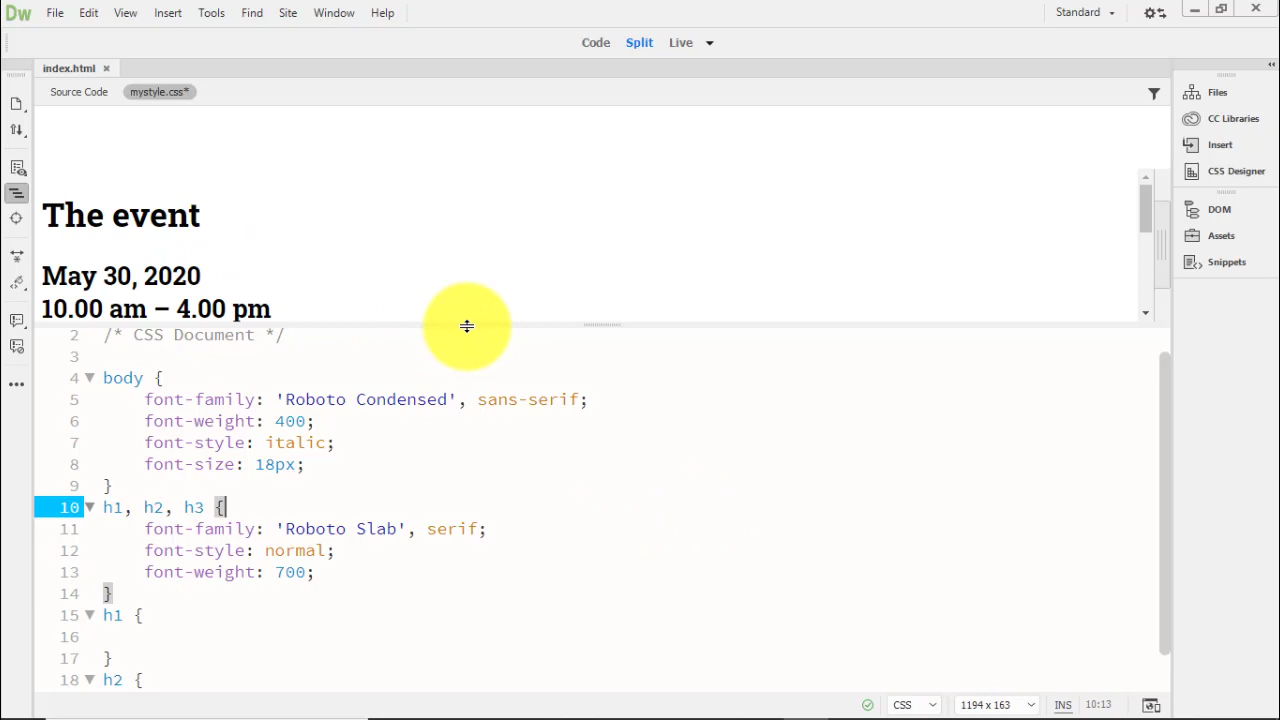 Dw File Edit View Insert Tools Find Site Window Help Standard
Code Split Live
index.html
Source Code mystyle.css*
Files
CC Libraries
Insert
CSS Designer
DOM
Assets
Snippets
The event
May 30, 2020
10.00 am – 4.00 pm
2 /* CSS Document */
3
4 body {
5 font-family: 'Roboto Condensed', sans-serif;
6 font-weight: 400;
7 font-style: italic;
8 font-size: 18px;
9 }
10 h1, h2, h3 {
11 font-family: 'Roboto Slab', serif;
12 font-style: normal;
13 font-weight: 700;
14 }
15 h1 {
16
17 }
18 h2 {
CSS 1194 x 163 INS 10:13